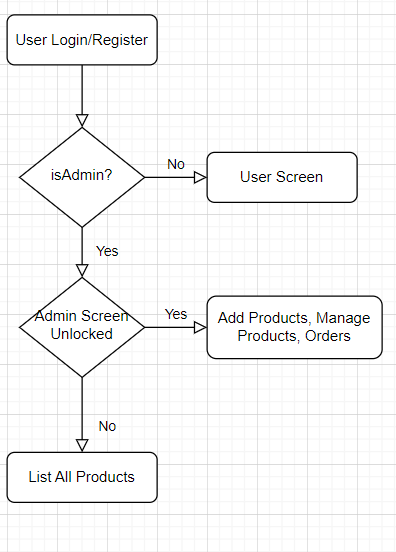 User Login/Register
isAdmin?
No
User Screen
Yes
Admin Screen
Unlocked
Yes
Add Products, Manage
Products, Orders
No
List All Products